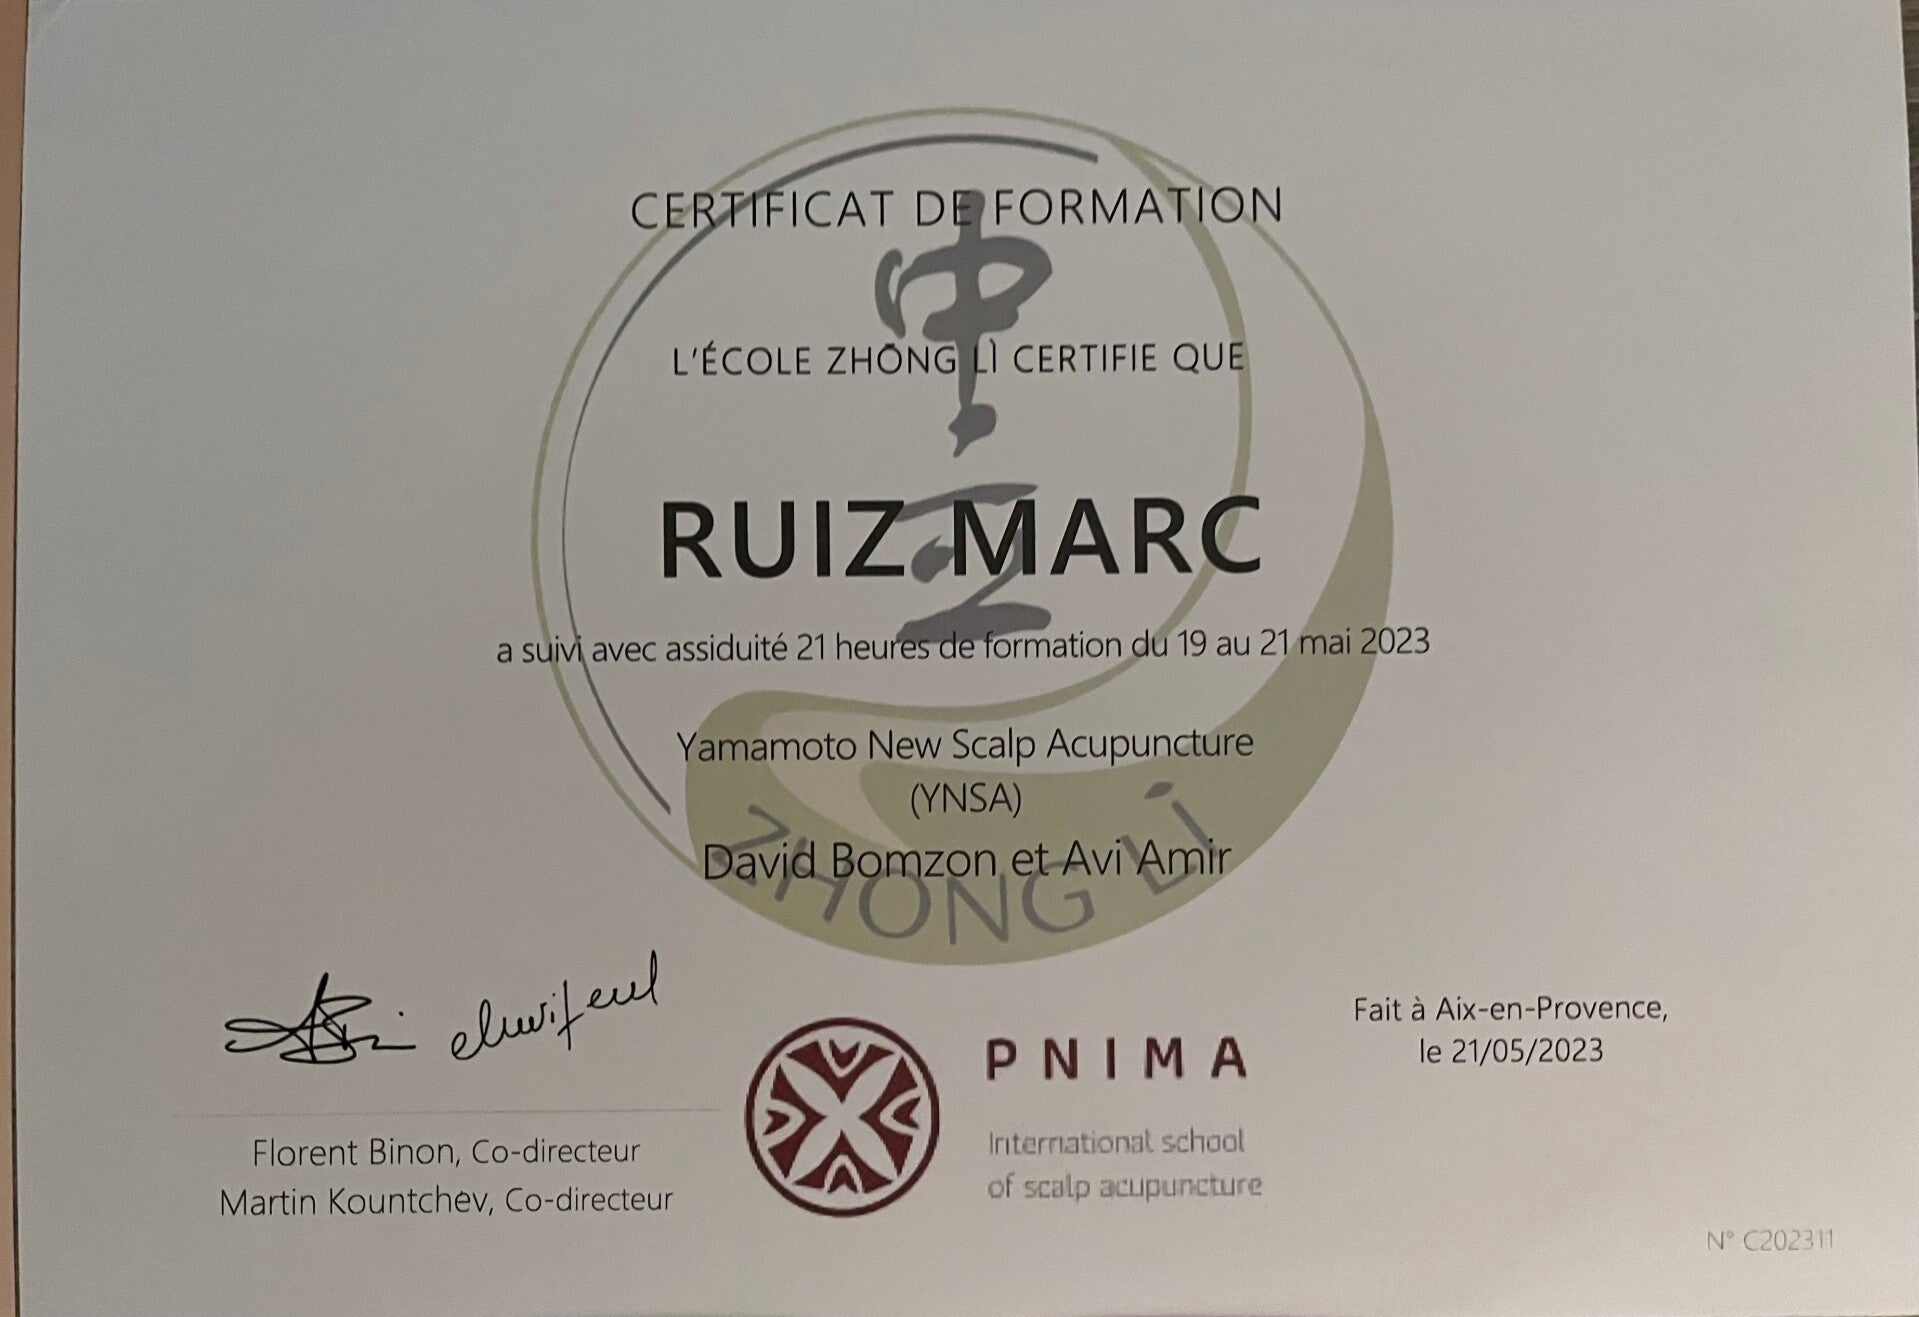 CERTIFICAT DE FORMATION
L'ÉCOLE ZHŌNG LÌ CERTIFIE QUE
RUIZ MARC
a suivi avec assiduité 21 heures de formation du 19 au 21 mai 2023
Yamamoto New Scalp Acupuncture
(YNSA)
David Bomzon et Avi Amir
ZHONG LÌ
Florent Binon, Co-directeur
Martin Kountchev, Co-directeur
PNIMA
International school
of scalp acupuncture
Fait à Aix-en-Provence,
le 21/05/2023
N° C202311